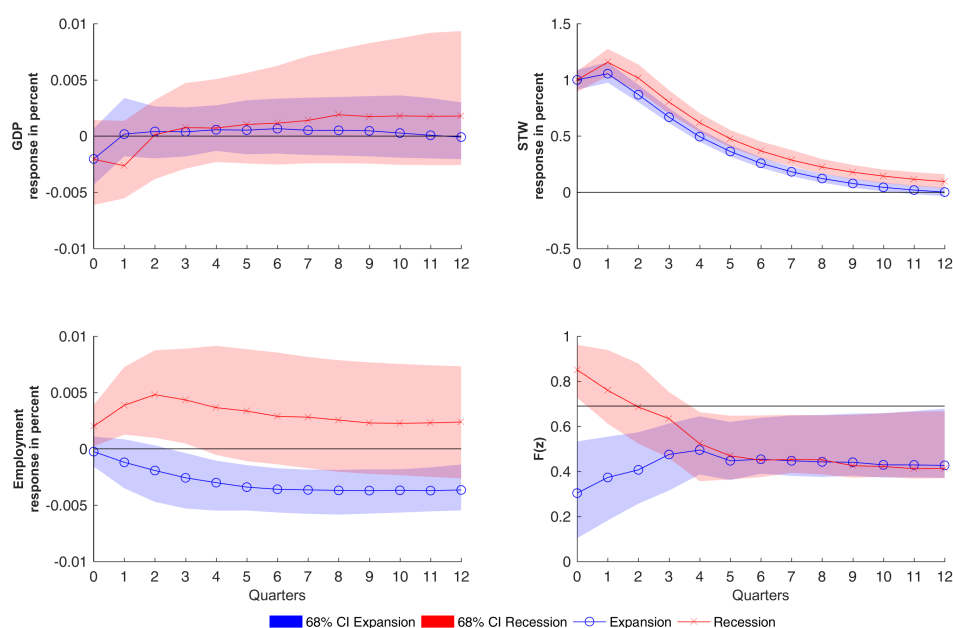 0.01
0.005
0
-0.005
-0.01
GDP
response in percent
0 1 2 3 4 5 6 7 8 9 10 11 12
1.5
1
0.5
0
-0.5
STW
response in percent
0 1 2 3 4 5 6 7 8 9 10 11 12
0.01
0.005
0
-0.005
-0.01
Employment
response in percent
0 1 2 3 4 5 6 7 8 9 10 11 12
Quarters
1
0.8
0.6
0.4
0.2
0
F(z)
0 1 2 3 4 5 6 7 8 9 10 11 12
Quarters
68% CI Expansion 68% CI Recession Expansion Recession